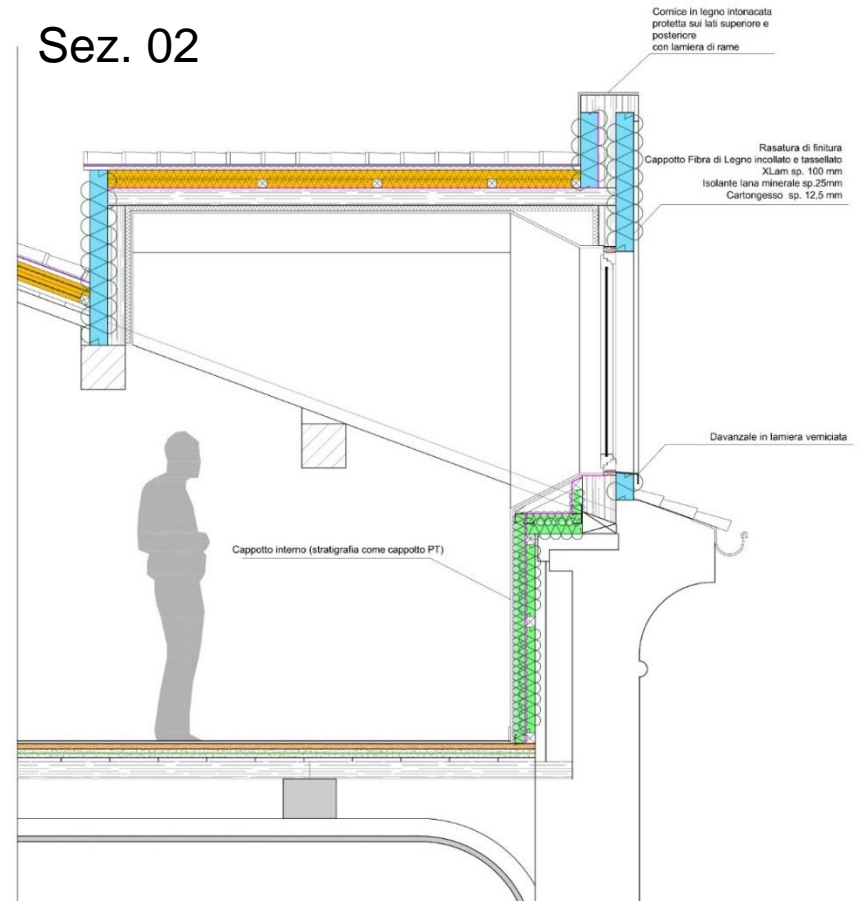 Sez. 02
Cornice in legno intonacata
protetta sui lati superiore e
posteriore
con lamiera di rame
Rasatura di finitura
Cappotto Fibra di Legno incollato e tassellato
XLam sp. 100 mm
Isolante lana minerale sp.25mm
Cartongesso sp. 12,5 mm
Davanzale in lamiera verniciata
Cappotto interno (stratigrafia come cappotto PT)